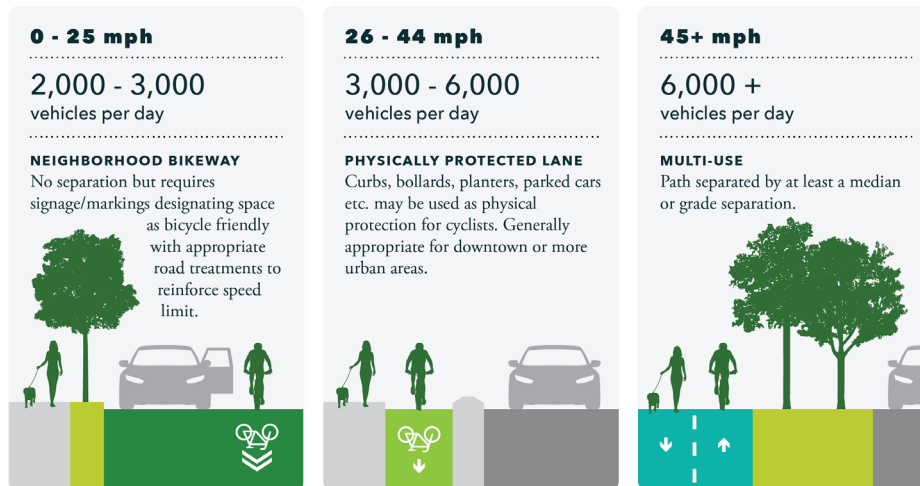 0 - 25 mph
2,000 - 3,000
vehicles per day
NEIGHBORHOOD BIKEWAY
No separation but requires
signage/markings designating space
as bicycle friendly
with appropriate
road treatments to
reinforce speed
limit.
26 - 44 mph
3,000 - 6,000
vehicles per day
PHYSICALLY PROTECTED LANE
Curbs, bollards, planters, parked cars
etc. may be used as physical
protection for cyclists. Generally
appropriate for downtown or more
urban areas.
45+ mph
6,000 +
vehicles per day
MULTI-USE
Path separated by at least a median
or grade separation.